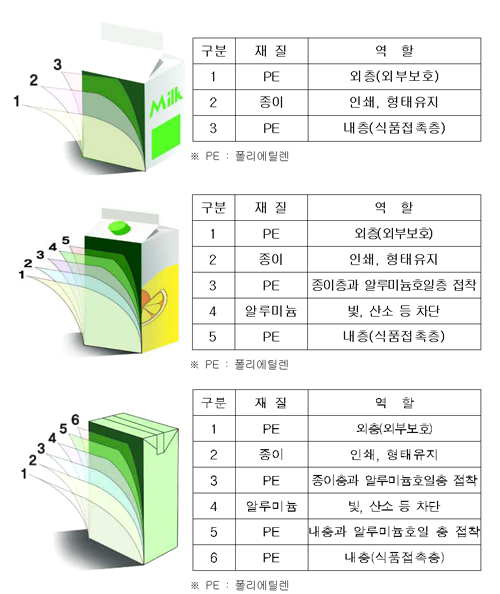 구분 재 질 역 할
1 PE 외층(외부보호)
2 종이 인쇄, 형태유지
3 PE 내층(식품접촉층)
※ PE : 폴리에틸렌
3
2
1
Milk
구분 재 질 역 할
1 PE 외층(외부보호)
2 종이 인쇄, 형태유지
3 PE 종이층과 알루미늄호일층 접착
4 알루미늄 빛, 산소 등 차단
5 PE 내층(식품접촉층)
※ PE : 폴리에틸렌
5
4
3
2
1
구분 재 질 역 할
1 PE 외층(외부보호)
2 종이 인쇄, 형태유지
3 PE 종이층과 알루미늄호일층 접착
4 알루미늄 빛, 산소 등 차단
5 PE 내층과 알루미늄호일 층 접착
6 PE 내층(식품접촉층)
※ PE : 폴리에틸렌
6
5
4
3
2
1